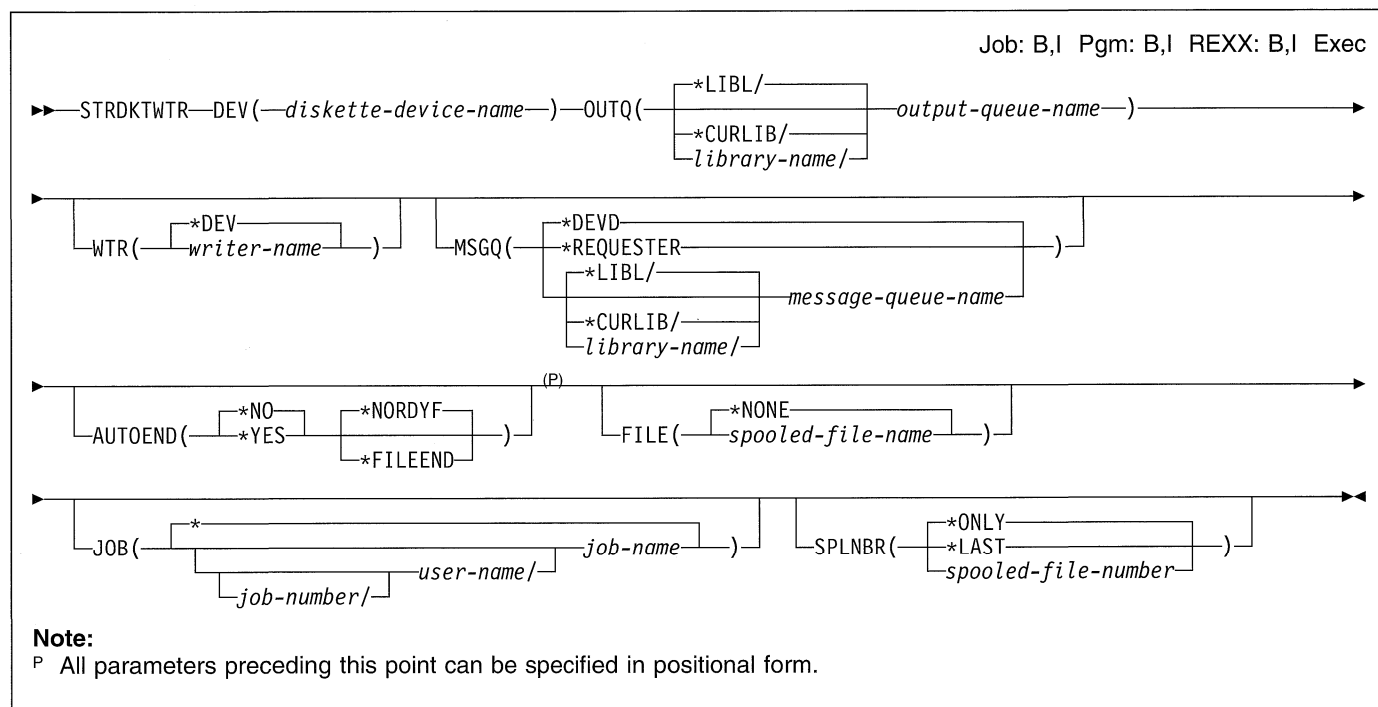 Job: B,I Pgm: B,I REXX: B,I Exec
*LIBL/
STRDKTWTR DEV( diskette-device-name ) OUTQ( output-queue-name )
*CURLIB/
library-name/
*DEV *DEVD
WTR( writer-name ) MSGQ( *REQUESTER )
*LIBL/
message-queue-name
*CURLIB/
library-name/
(P)
*NO *NORDYF *NONE
AUTOEND( *YES ) FILE( spooled-file-name )
*FILEEND
* *ONLY
JOB( job-name ) SPLNBR( *LAST )
user-name/ spooled-file-number
job-number/
Note:
P All parameters preceding this point can be specified in positional form.